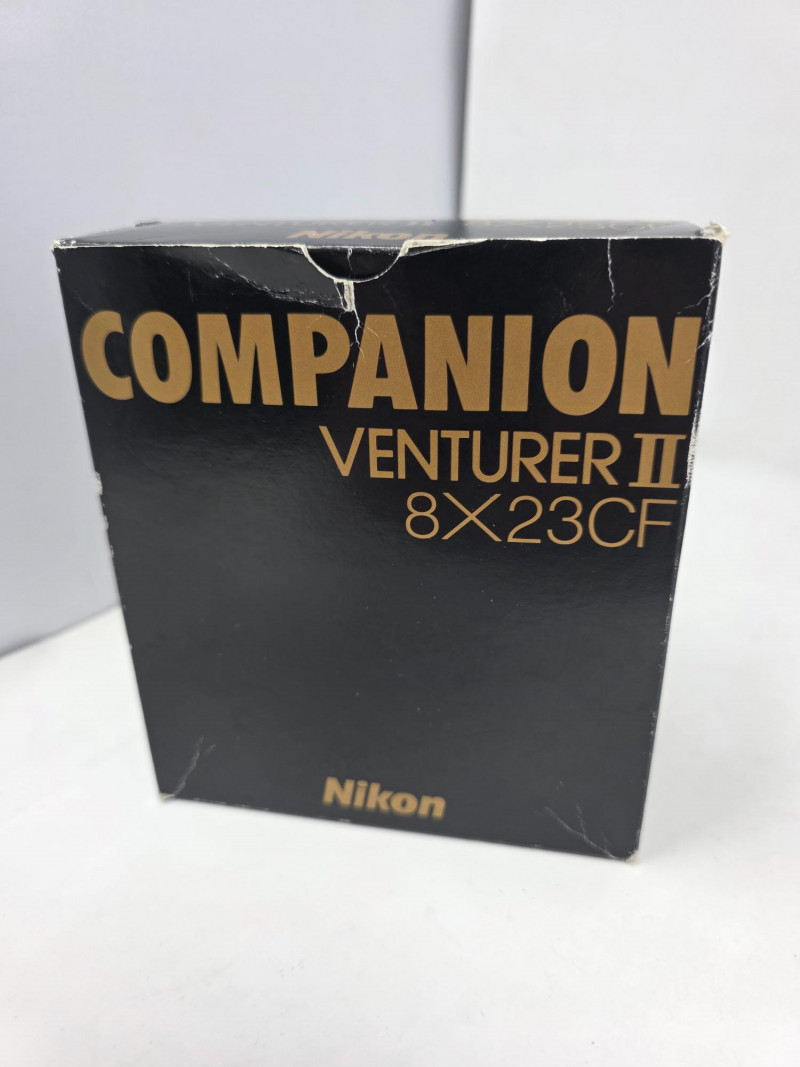 Nikon
COMPANION
VENTURER II
8X23CF
Nikon